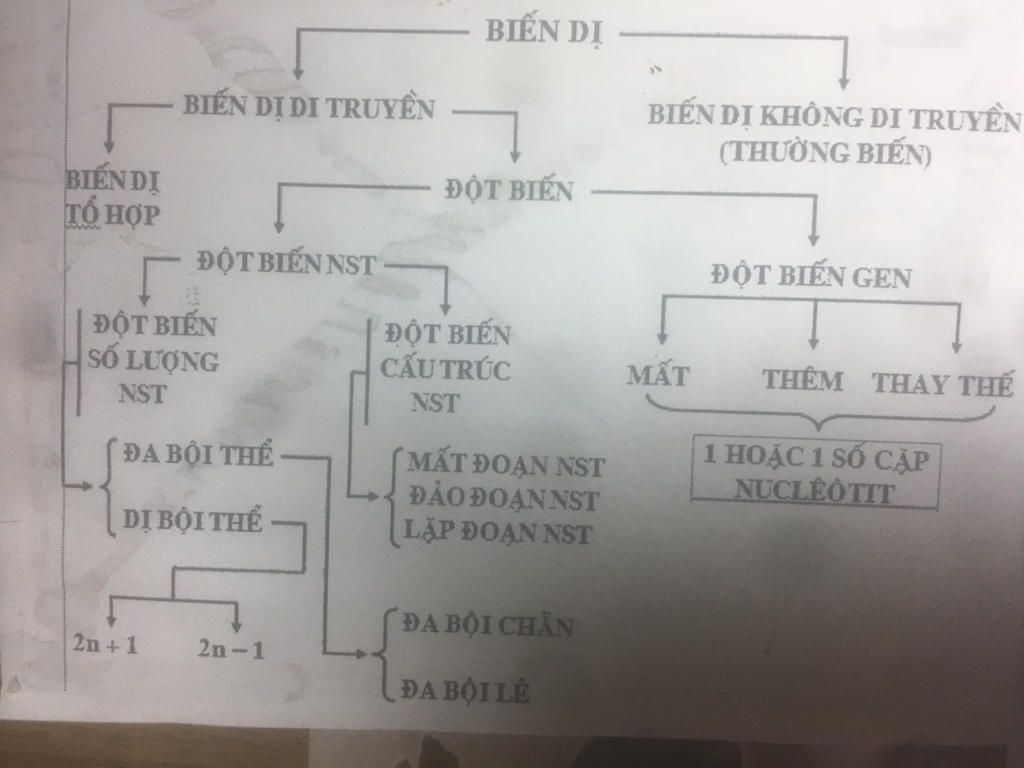 BIẾN DỊ
BIẾN DỊ DI TRUYỀN
BIẾN DỊ KHÔNG DI TRUYỀN
(THƯỜNG BIẾN)
BIẾN DỊ
TỔ HỢP
ĐỘT BIẾN
ĐỘT BIẾN NST
ĐỘT BIẾN GEN
ĐỘT BIẾN
SỐ LƯỢNG
NST
ĐỘT BIẾN
CẤU TRÚC
NST
MẤT
THÊM
THAY THẾ
1 HOẶC 1 SỐ CẶP
NUCLÊÔTIT
ĐA BỘI THỂ
DỊ BỘI THỂ
MẤT ĐOẠN NST
ĐẢO ĐOẠN NST
LẶP ĐOẠN NST
2n + 1
2n – 1
ĐA BỘI CHẴN
ĐA BỘI LẺ